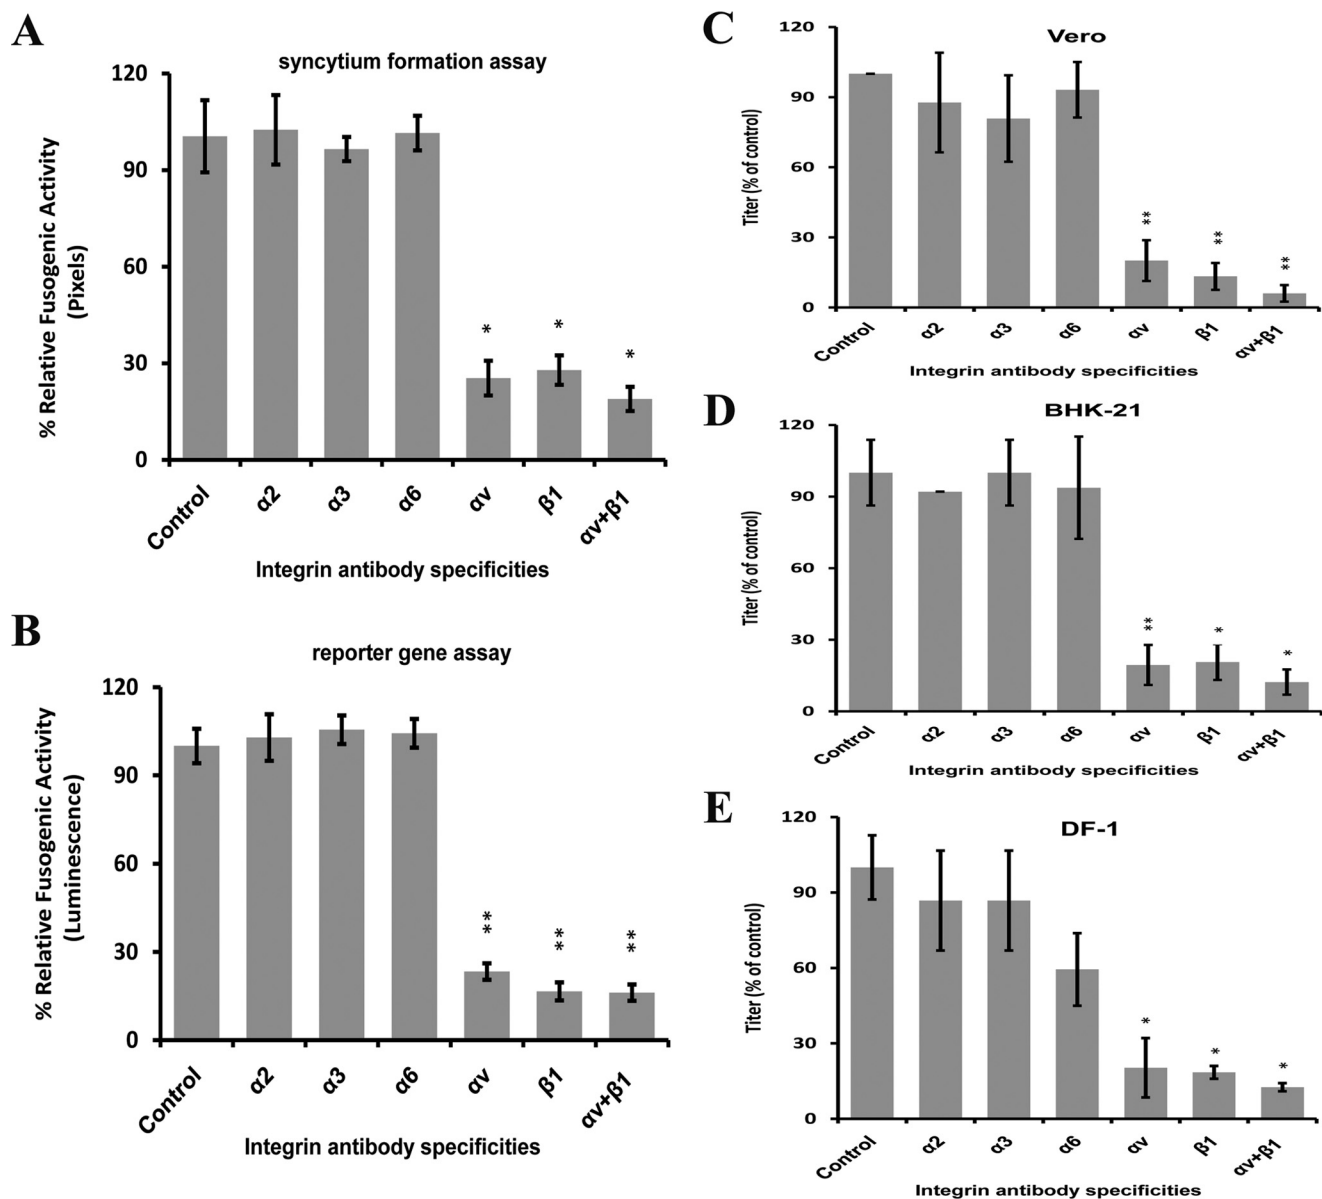 A
syncytium formation assay
% Relative Fusogenic Activity
(Pixels)
120
90
60
30
0
* * *
Control α2 α3 α6 αv β1 αv+β1
Integrin antibody specificities
B
reporter gene assay
% Relative Fusogenic Activity
(Luminescence)
120
90
60
30
0
** ** **
Control α2 α3 α6 αv β1 αv+β1
Integrin antibody specificities
C
Vero
Titer (% of control)
120
90
60
30
0
** ** **
Control α2 α3 α6 αv β1 αv+β1
Integrin antibody specificities
D
BHK-21
Titer (% of control)
120
90
60
30
0
** * *
Control α2 α3 α6 αv β1 αv+β1
Integrin antibody specificities
E
DF-1
Titer (% of control)
120
90
60
30
0
* * *
Control α2 α3 α6 αv β1 αv+β1
Integrin antibody specificities